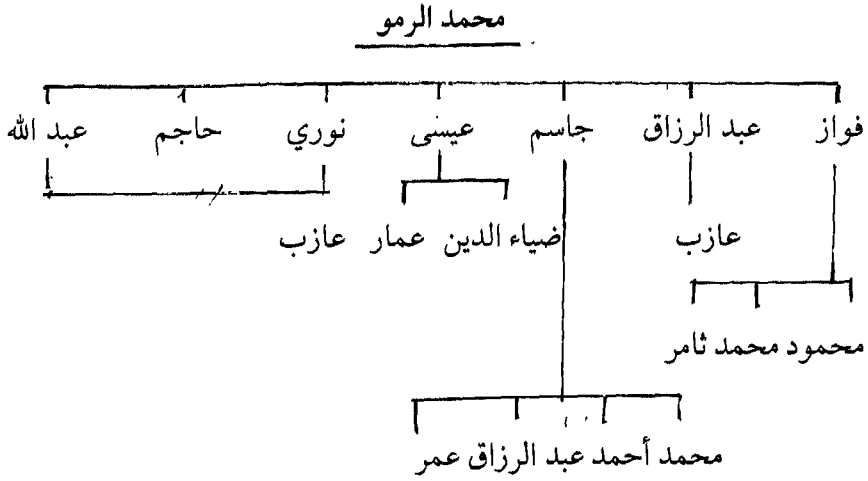 محمد الرمو
فواز عبد الرزاق جاسم عيسى نوري حاجم عبد الله
عازب ضياء الدين عمار عازب
محمود محمد ثامر
محمد أحمد عبد الرزاق عمر